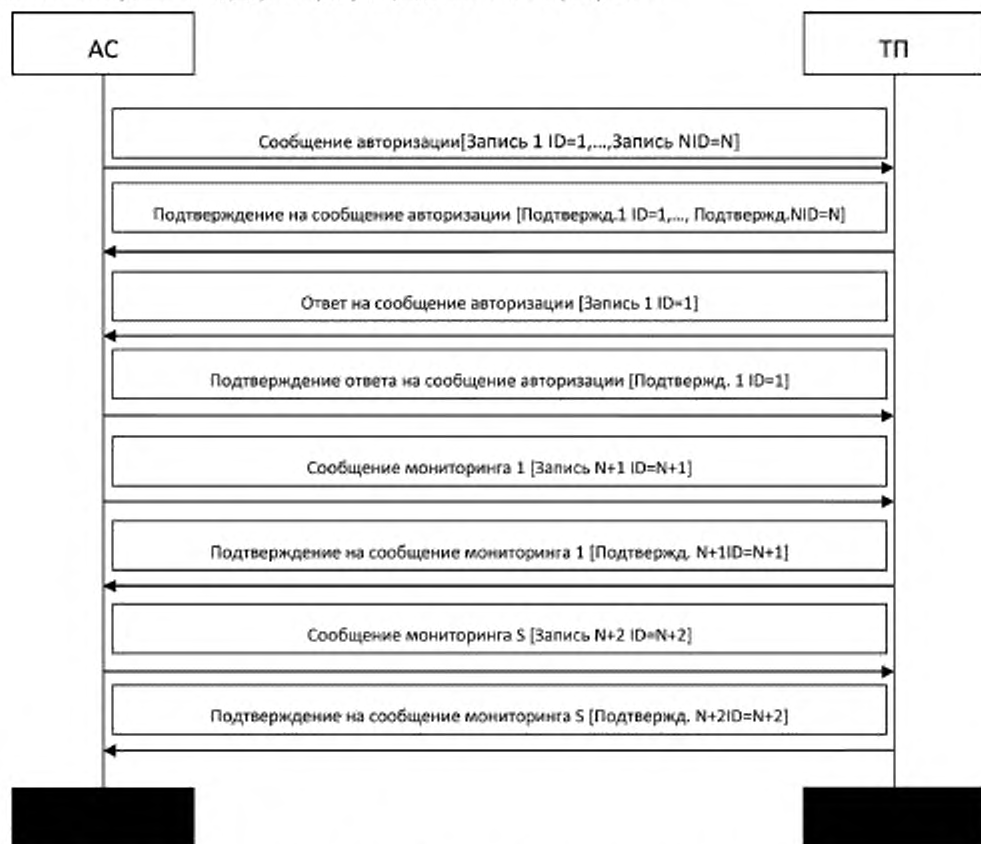 АС
ТП
Сообщение авторизации[Запись 1 ID=1,...,Запись NID=N]
Подтверждение на сообщение авторизации [Подтвержд.1 ID=1,..., Подтвержд.NID=N]
Ответ на сообщение авторизации [Запись 1 ID=1]
Подтверждение ответа на сообщение авторизации [Подтвержд. 1 ID=1]
Сообщение мониторинга 1 [Запись N+1 ID=N+1]
Подтверждение на сообщение мониторинга 1 [Подтвержд. N+1ID=N+1]
Сообщение мониторинга S [Запись N+2 ID=N+2]
Подтверждение на сообщение мониторинга S [Подтвержд. N+2ID=N+2]